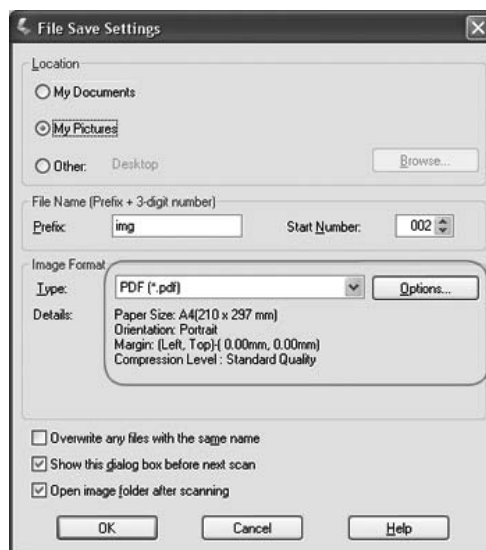 File Save Settings
Location
My Documents
My Pictures
Other: Desktop Browse...
File Name (Prefix + 3-digit number)
Prefix: img Start Number: 002
Image Format
Type: PDF (*.pdf) Options...
Details: Paper Size: A4(210 x 297 mm)
Orientation: Portrait
Margin: (Left, Top)-( 0.00mm, 0.00mm)
Compression Level : Standard Quality
Overwrite any files with the same name
Show this dialog box before next scan
Open image folder after scanning
OK Cancel Help